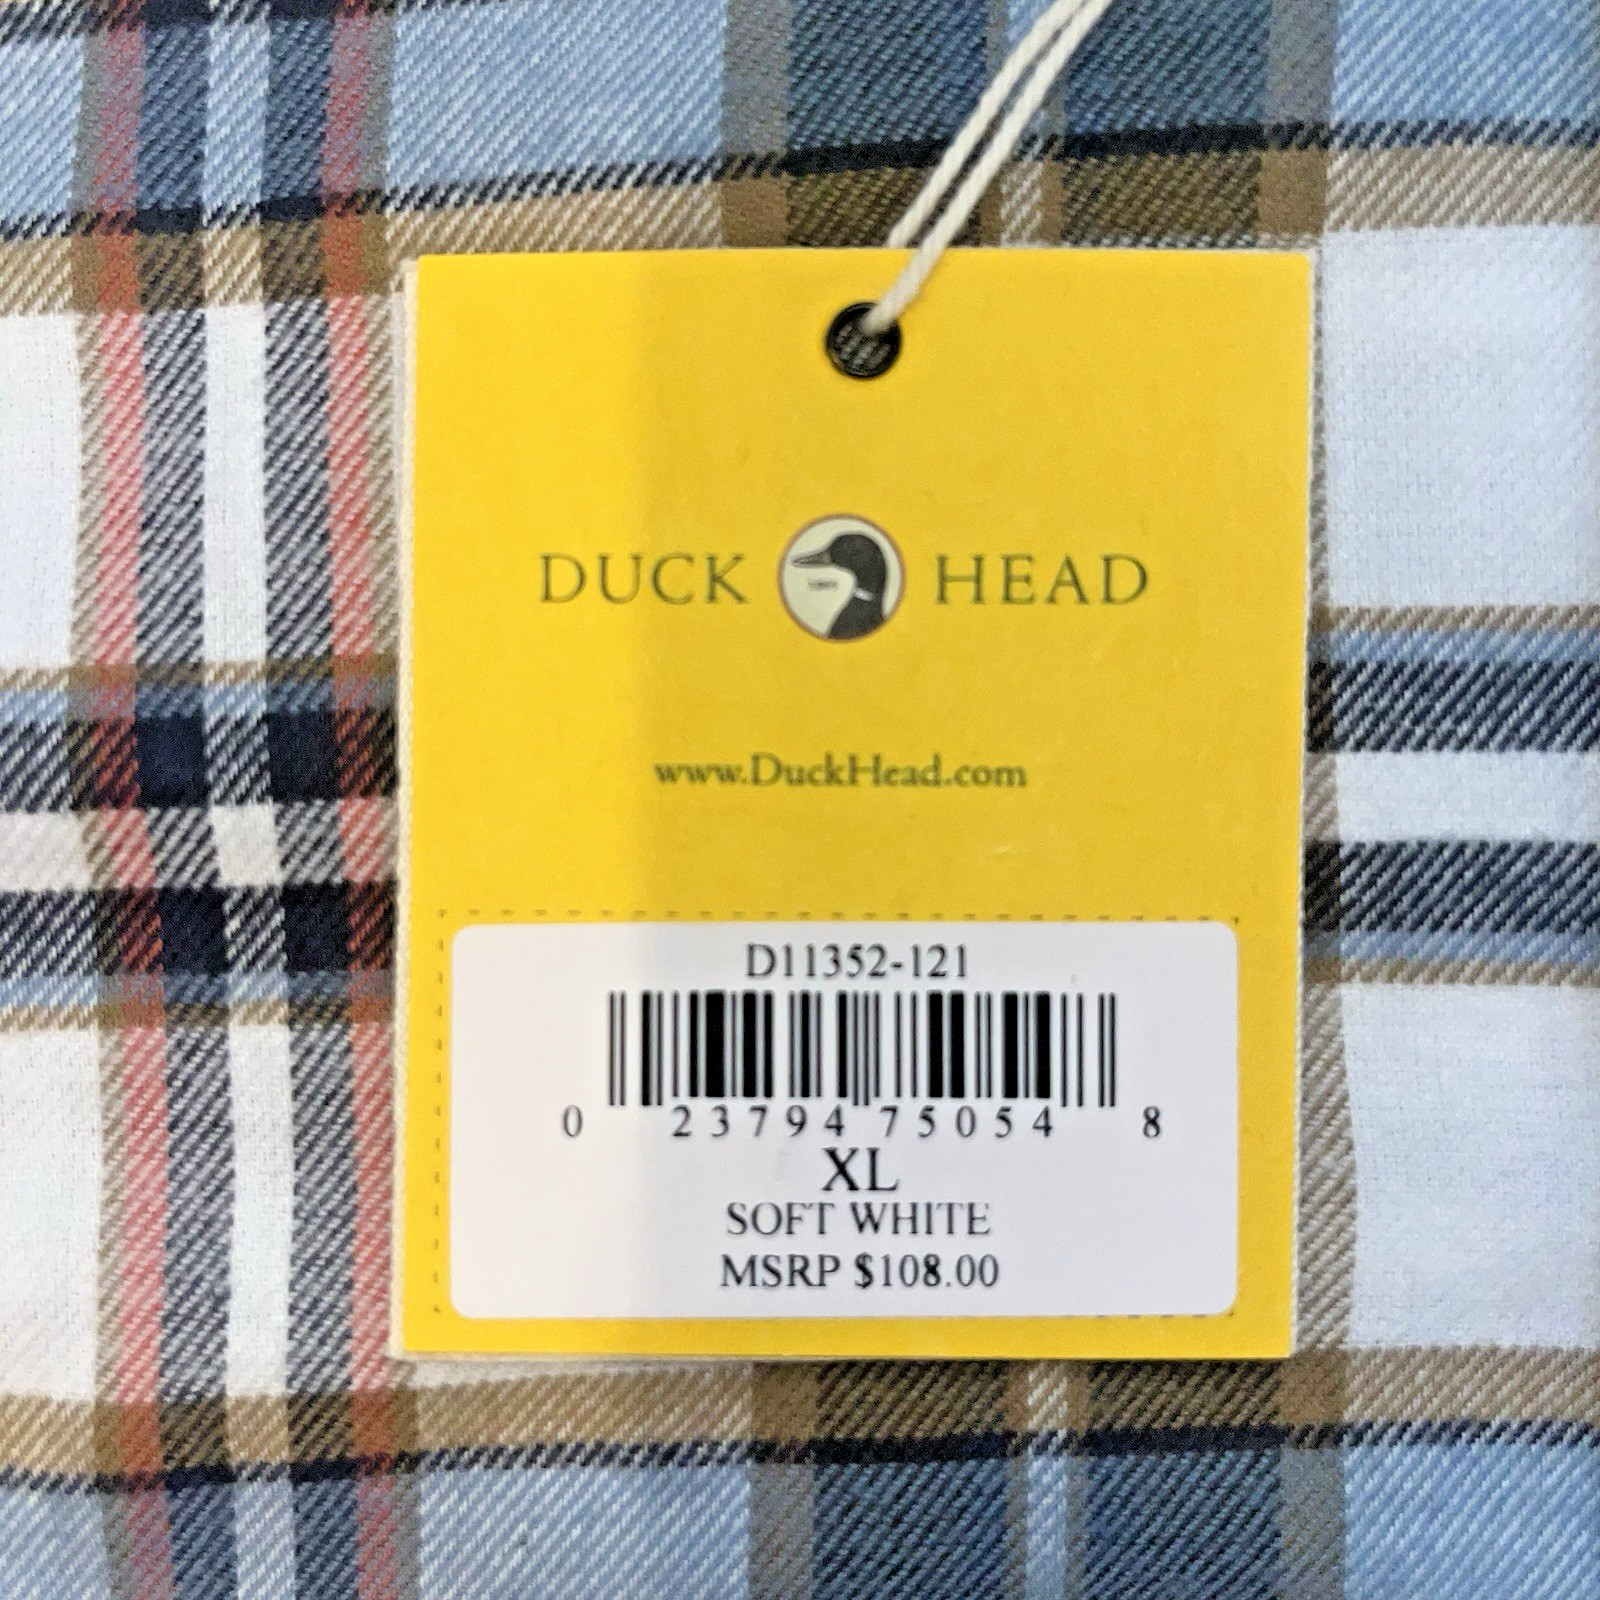 DUCK HEAD
www.DuckHead.com
D11352-121
0 23794 75054 8
XL
SOFT WHITE
MSRP $108.00